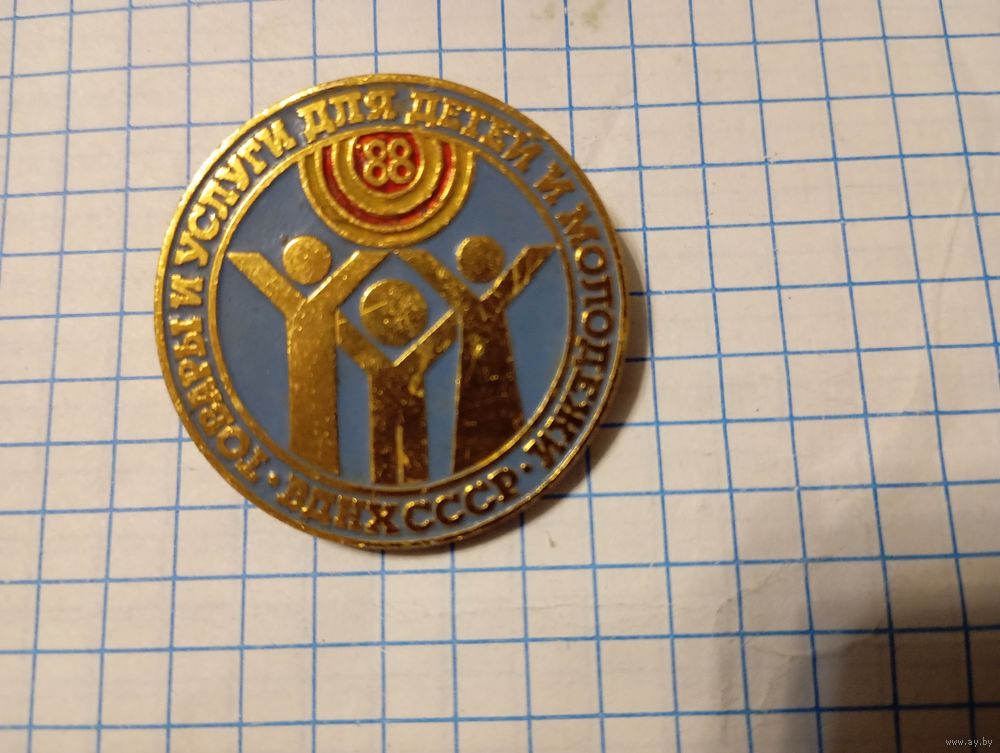 ТОВАРЫ И УСЛУГИ ДЛЯ ДЕТЕЙ И МОЛОДЕЖИ
· ВДНХ СССР ·
'88
www.ay.by